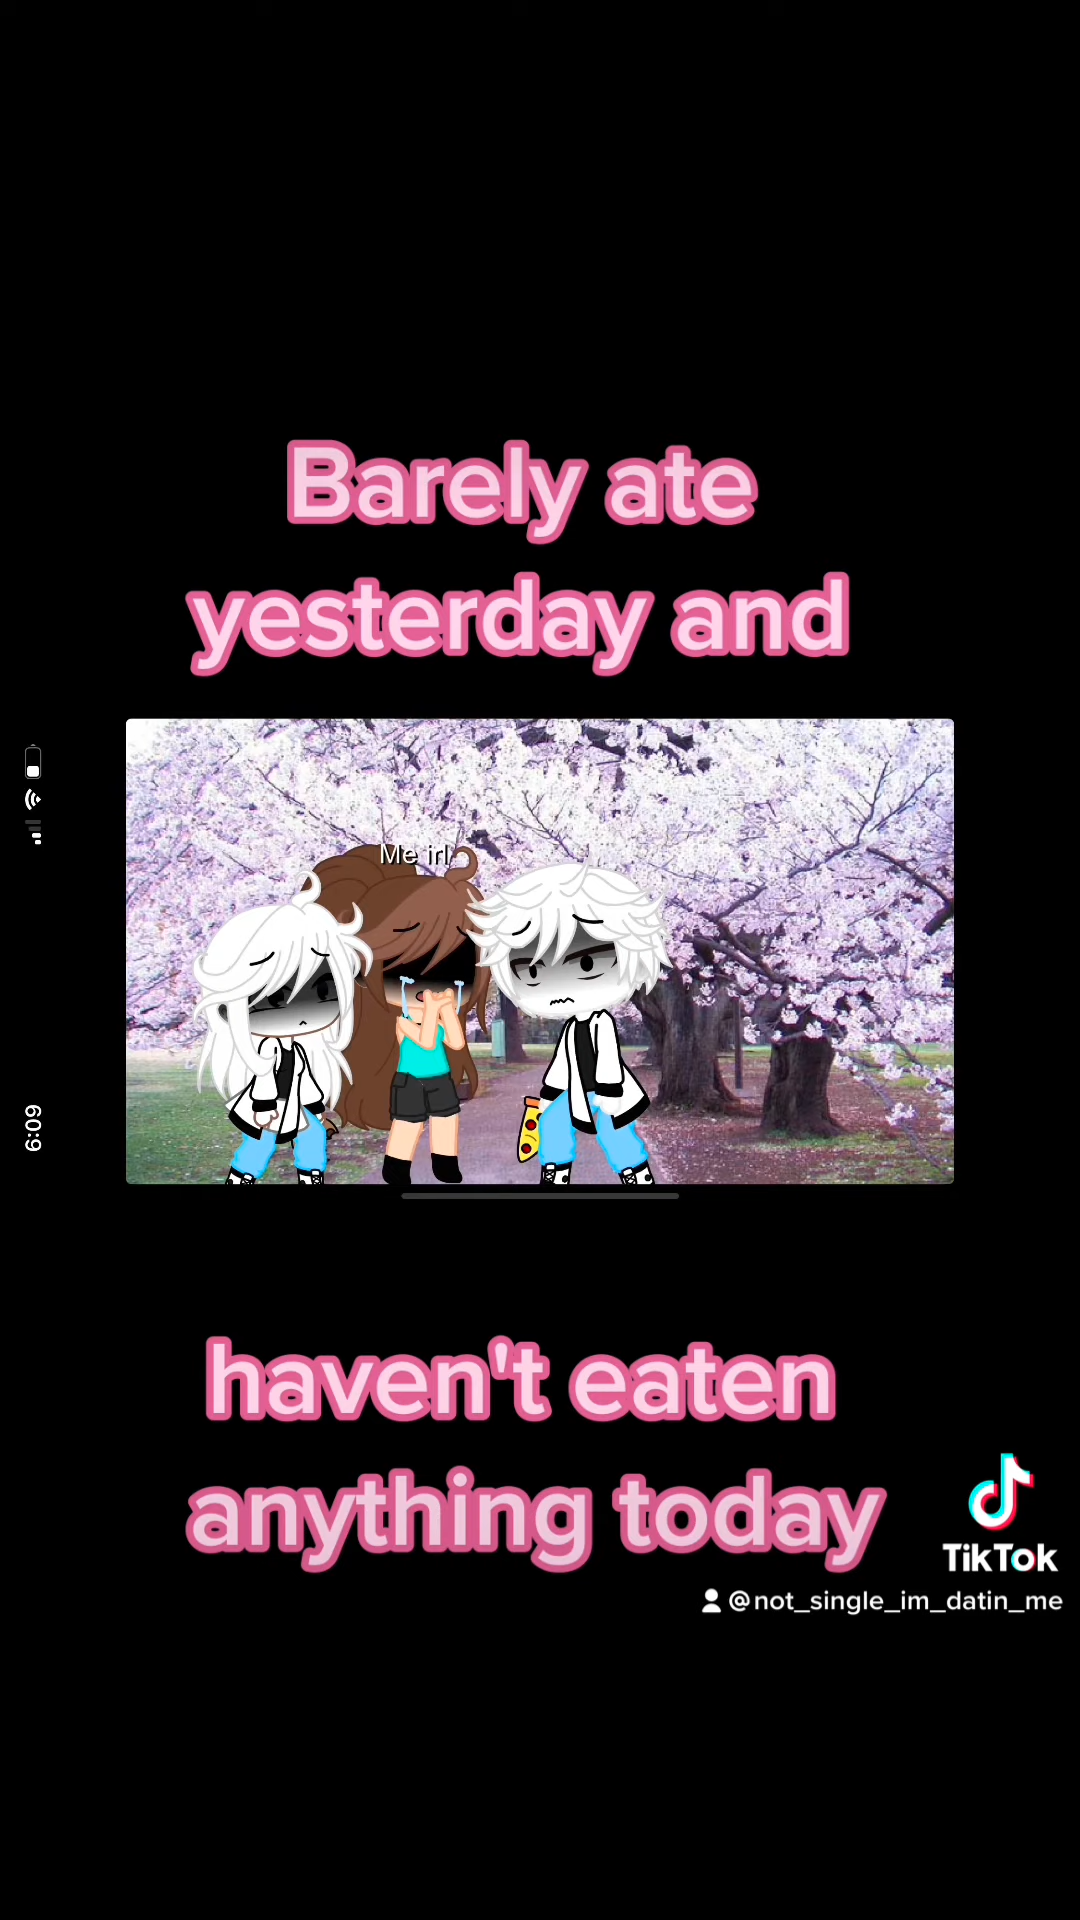 Barely ate
yesterday and
Me irl
6:09
haven't eaten
anything today
TikTok
@not_single_im_datin_me